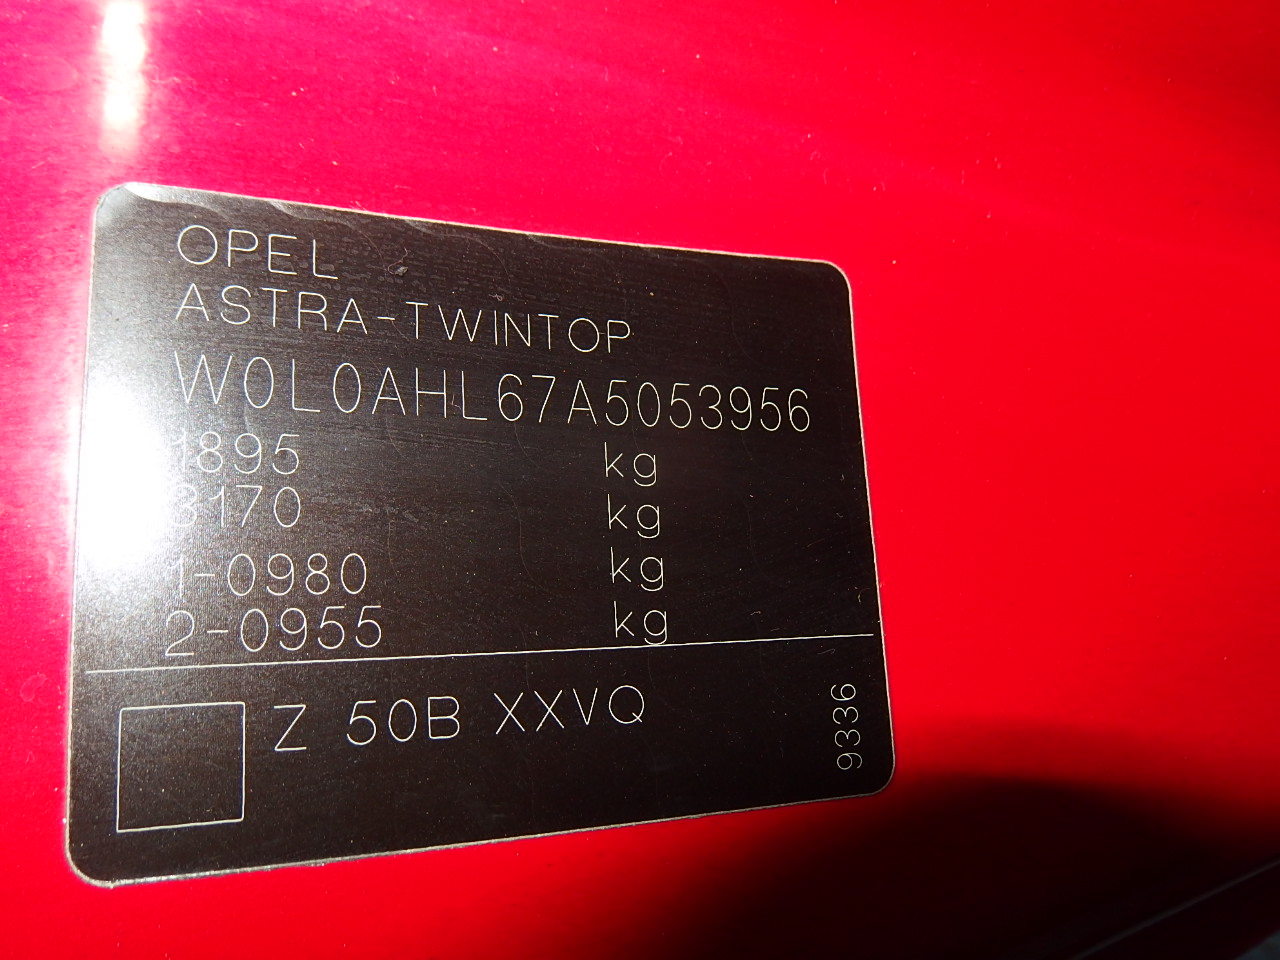 OPEL
ASTRA-TWINTOP
W0L0AHL67A5053956
1895 kg
3170 kg
1-0980 kg
2-0955 kg
Z 50B XXVQ
9336